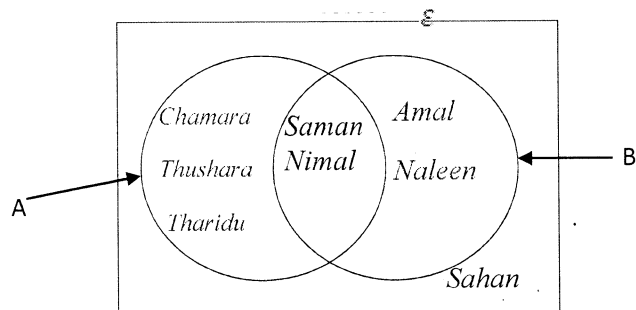 ε
Chamara
Saman
Amal
Thushara
Nimal
Naleen
B
A
Tharidu
Sahan